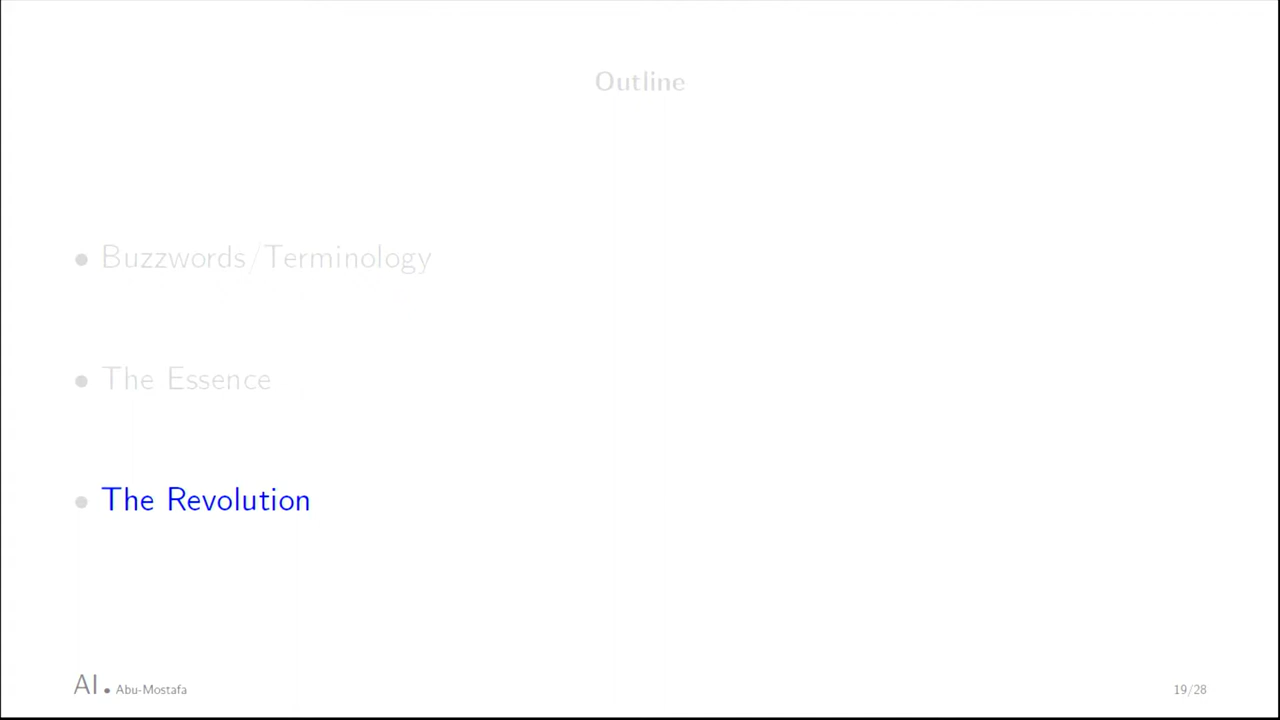 Outline
• Buzzwords/Terminology
• The Essence
• The Revolution
AI • Abu-Mostafa
19/28